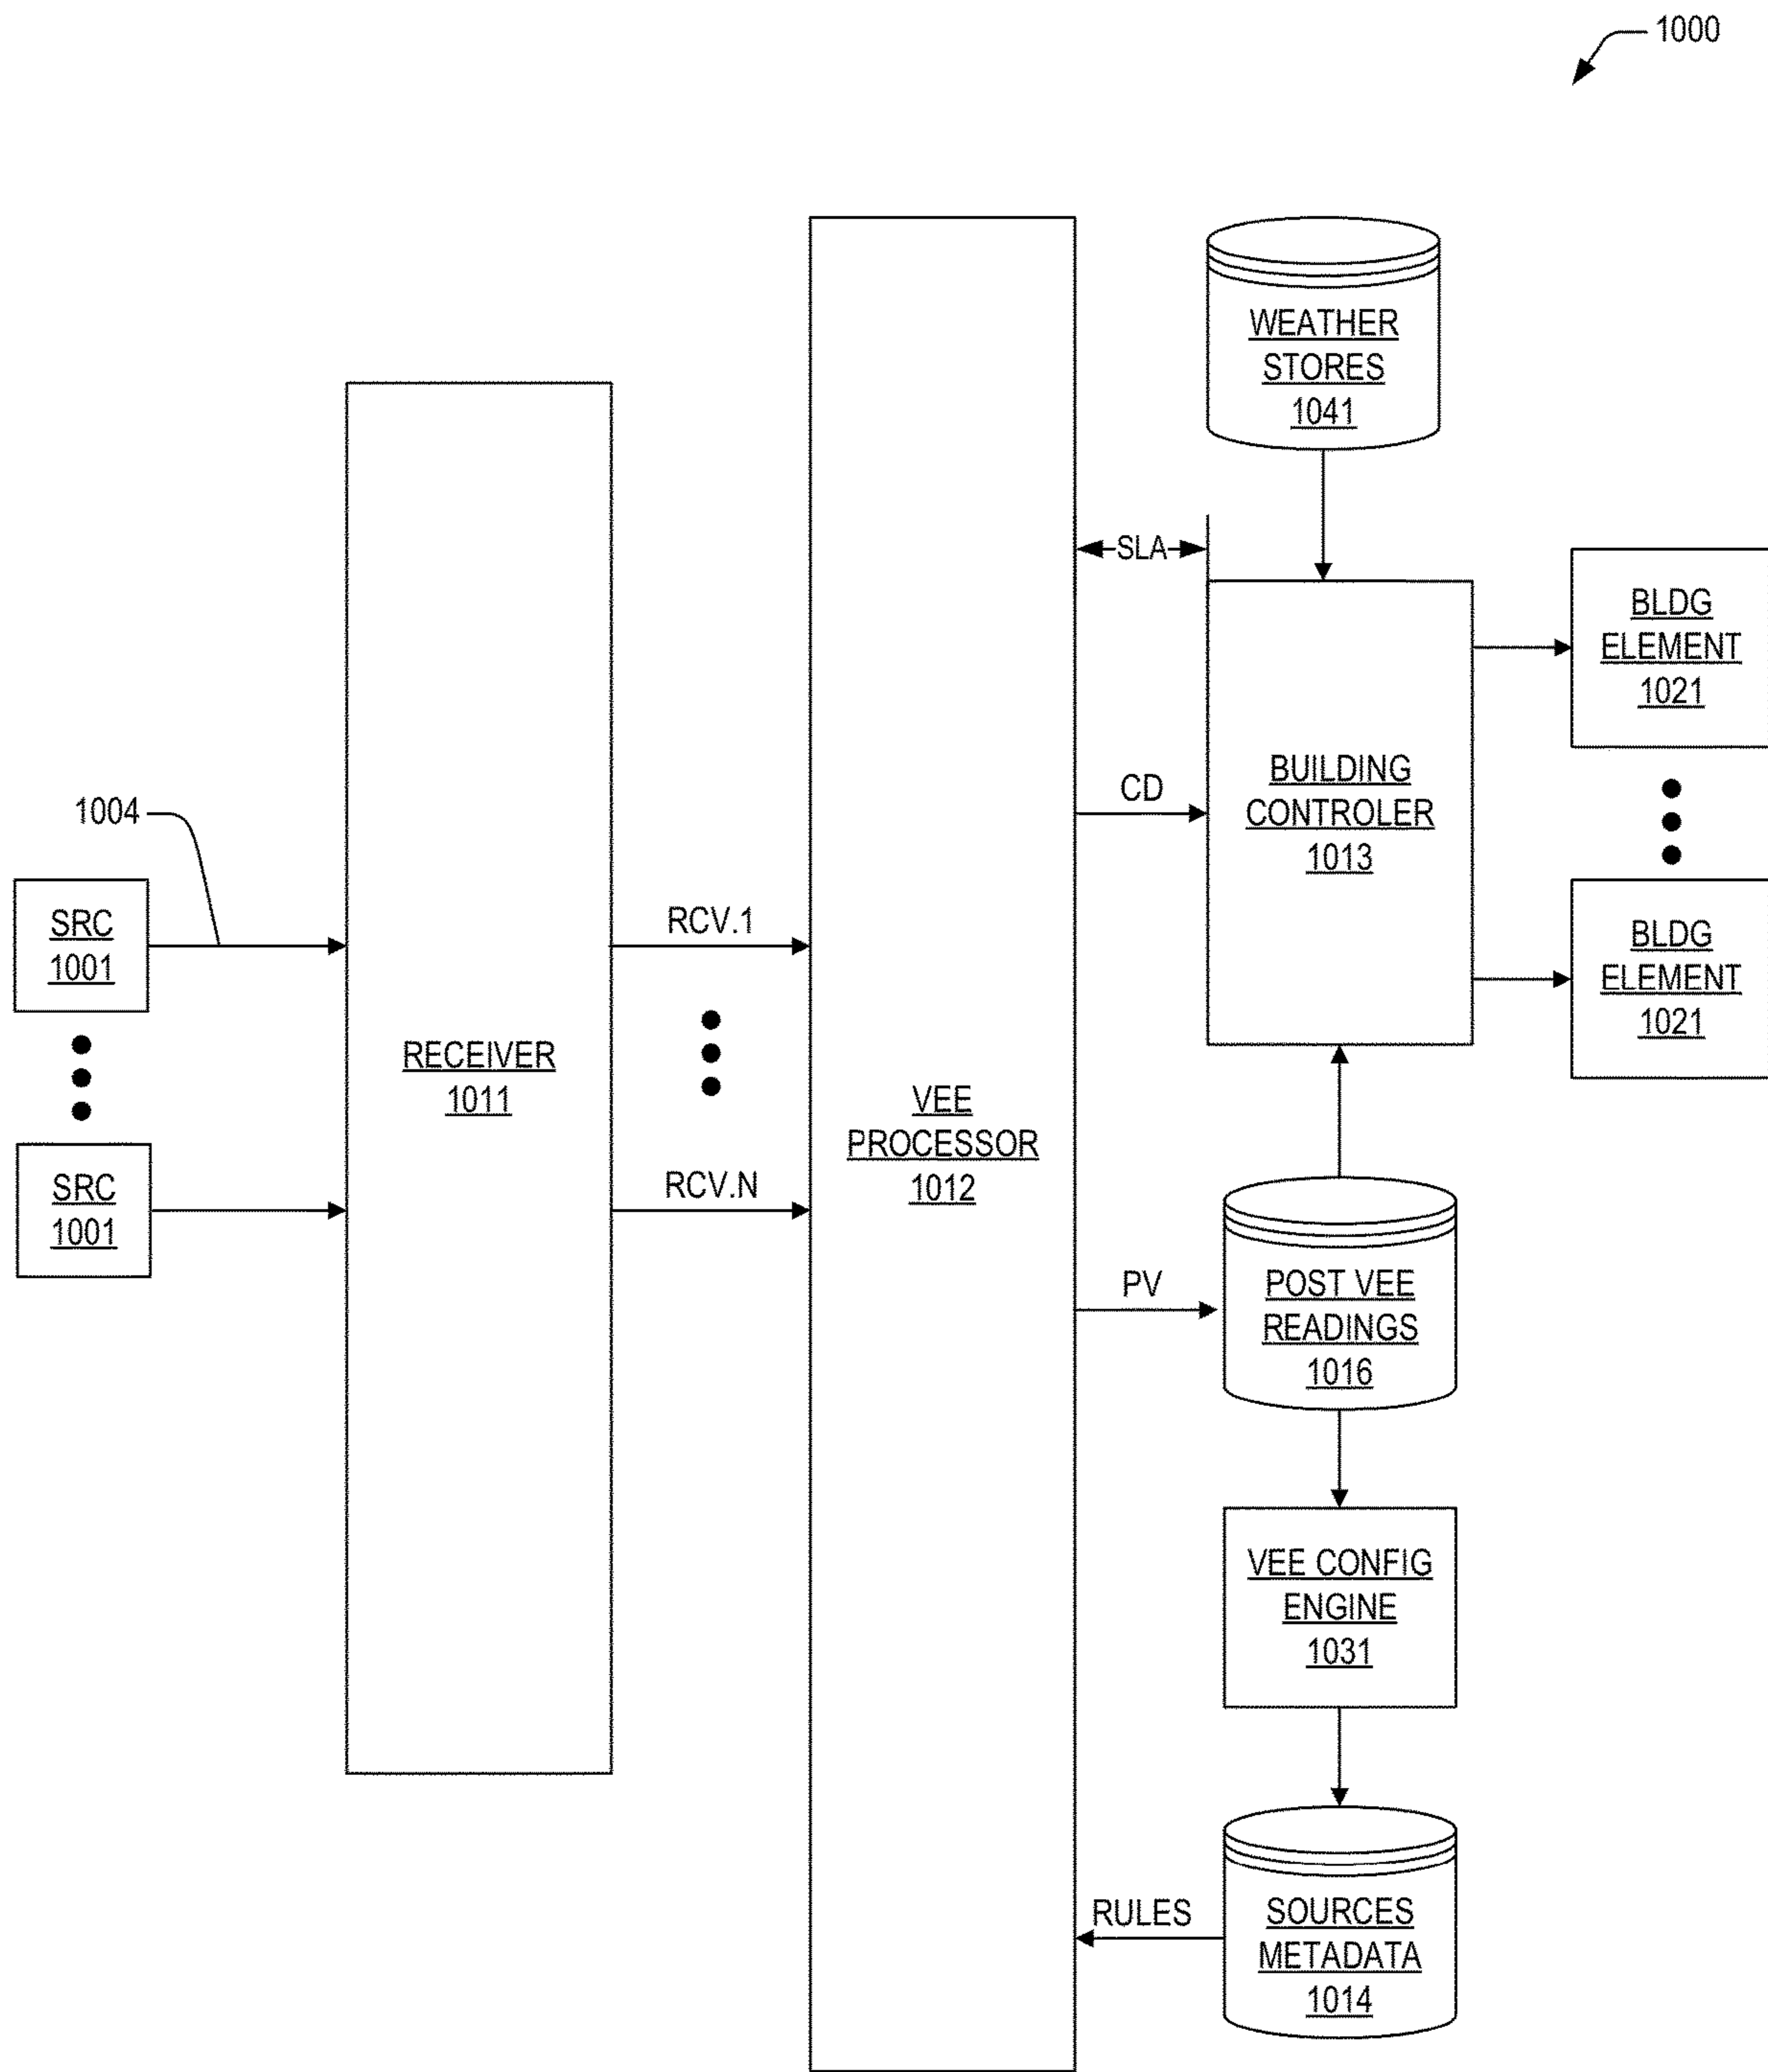 1000
WEATHER
STORES
1041
SLA
BLDG
ELEMENT
1021
BUILDING
CONTROLER
1013
CD
1004
SRC
1001
RCV.1
BLDG
ELEMENT
1021
RECEIVER
1011
VEE
PROCESSOR
1012
SRC
1001
RCV.N
PV
POST VEE
READINGS
1016
VEE CONFIG
ENGINE
1031
RULES
SOURCES
METADATA
1014